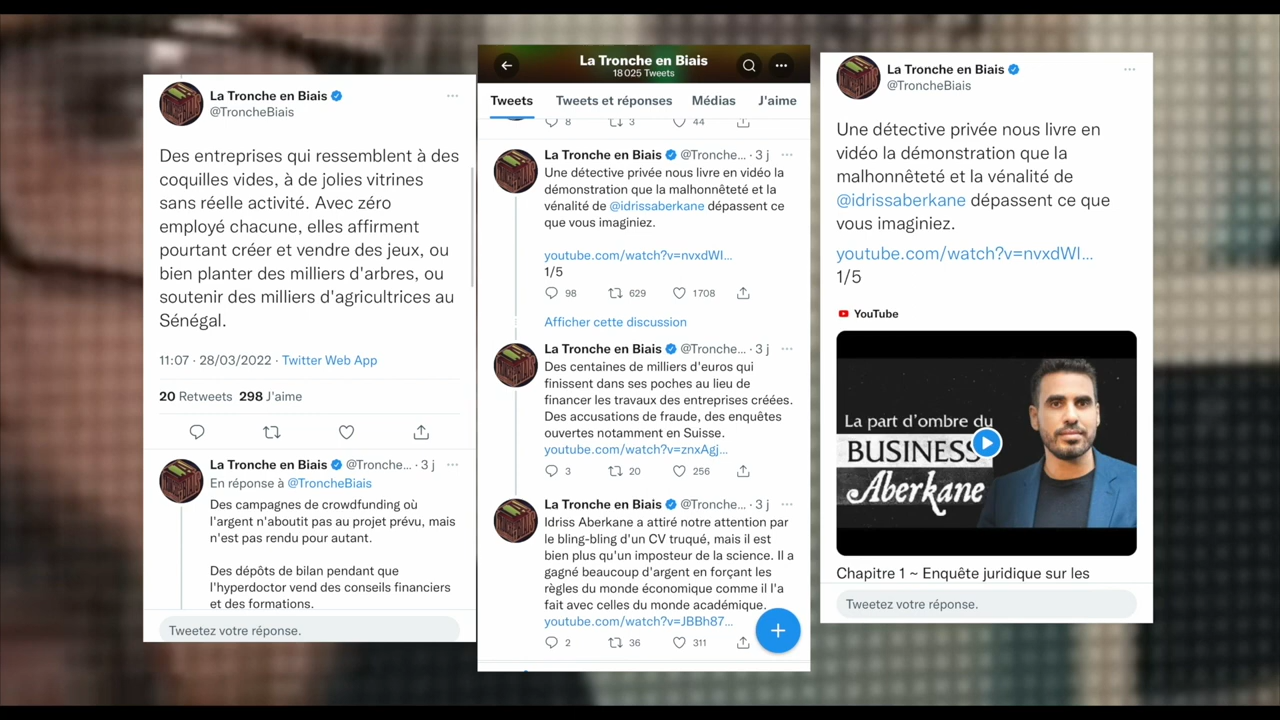 La Tronche en Biais
@TroncheBiais
Des entreprises qui ressemblent à des
coquilles vides, à de jolies vitrines
sans réelle activité. Avec zéro
employé chacune, elles affirment
pourtant créer et vendre des jeux, ou
bien planter des milliers d'arbres, ou
soutenir des milliers d'agricultrices au
Sénégal.
11:07 · 28/03/2022 · Twitter Web App
20 Retweets 298 J'aime
La Tronche en Biais @Tronche... · 3 j
En réponse à @TroncheBiais
Des campagnes de crowdfunding où
l'argent n'aboutit pas au projet prévu, mais
n'est pas rendu pour autant.
Des dépôts de bilan pendant que
l'hyperdoctor vend des conseils financiers
et des formations.
Tweetez votre réponse.
La Tronche en Biais
18 025 Tweets
Tweets Tweets et réponses Médias J'aime
8 3 44
La Tronche en Biais @Tronche... · 3 j
Une détective privée nous livre en vidéo la
démonstration que la malhonnêteté et la
vénalité de @idrissaberkane dépassent ce
que vous imaginiez.
youtube.com/watch?v=nvxdWI...
1/5
98 629 1708
Afficher cette discussion
La Tronche en Biais @Tronche... · 3 j
Des centaines de milliers d'euros qui
finissent dans ses poches au lieu de
financer les travaux des entreprises créées.
Des accusations de fraude, des enquêtes
ouvertes notamment en Suisse.
youtube.com/watch?v=znxAgj...
3 20 256
La Tronche en Biais @Tronche... · 3 j
Idriss Aberkane a attiré notre attention par
le bling-bling d'un CV truqué, mais il est
bien plus qu'un imposteur de la science. Il a
gagné beaucoup d'argent en forçant les
règles du monde économique comme il l'a
fait avec celles du monde académique.
youtube.com/watch?v=JBBh87...
2 36 311
La Tronche en Biais
@TroncheBiais
Une détective privée nous livre en
vidéo la démonstration que la
malhonnêteté et la vénalité de
@idrissaberkane dépassent ce que
vous imaginiez.
youtube.com/watch?v=nvxdWI...
1/5
YouTube
La part d'ombre du
BUSINESS
Aberkane
Chapitre 1 ~ Enquête juridique sur les
Tweetez votre réponse.